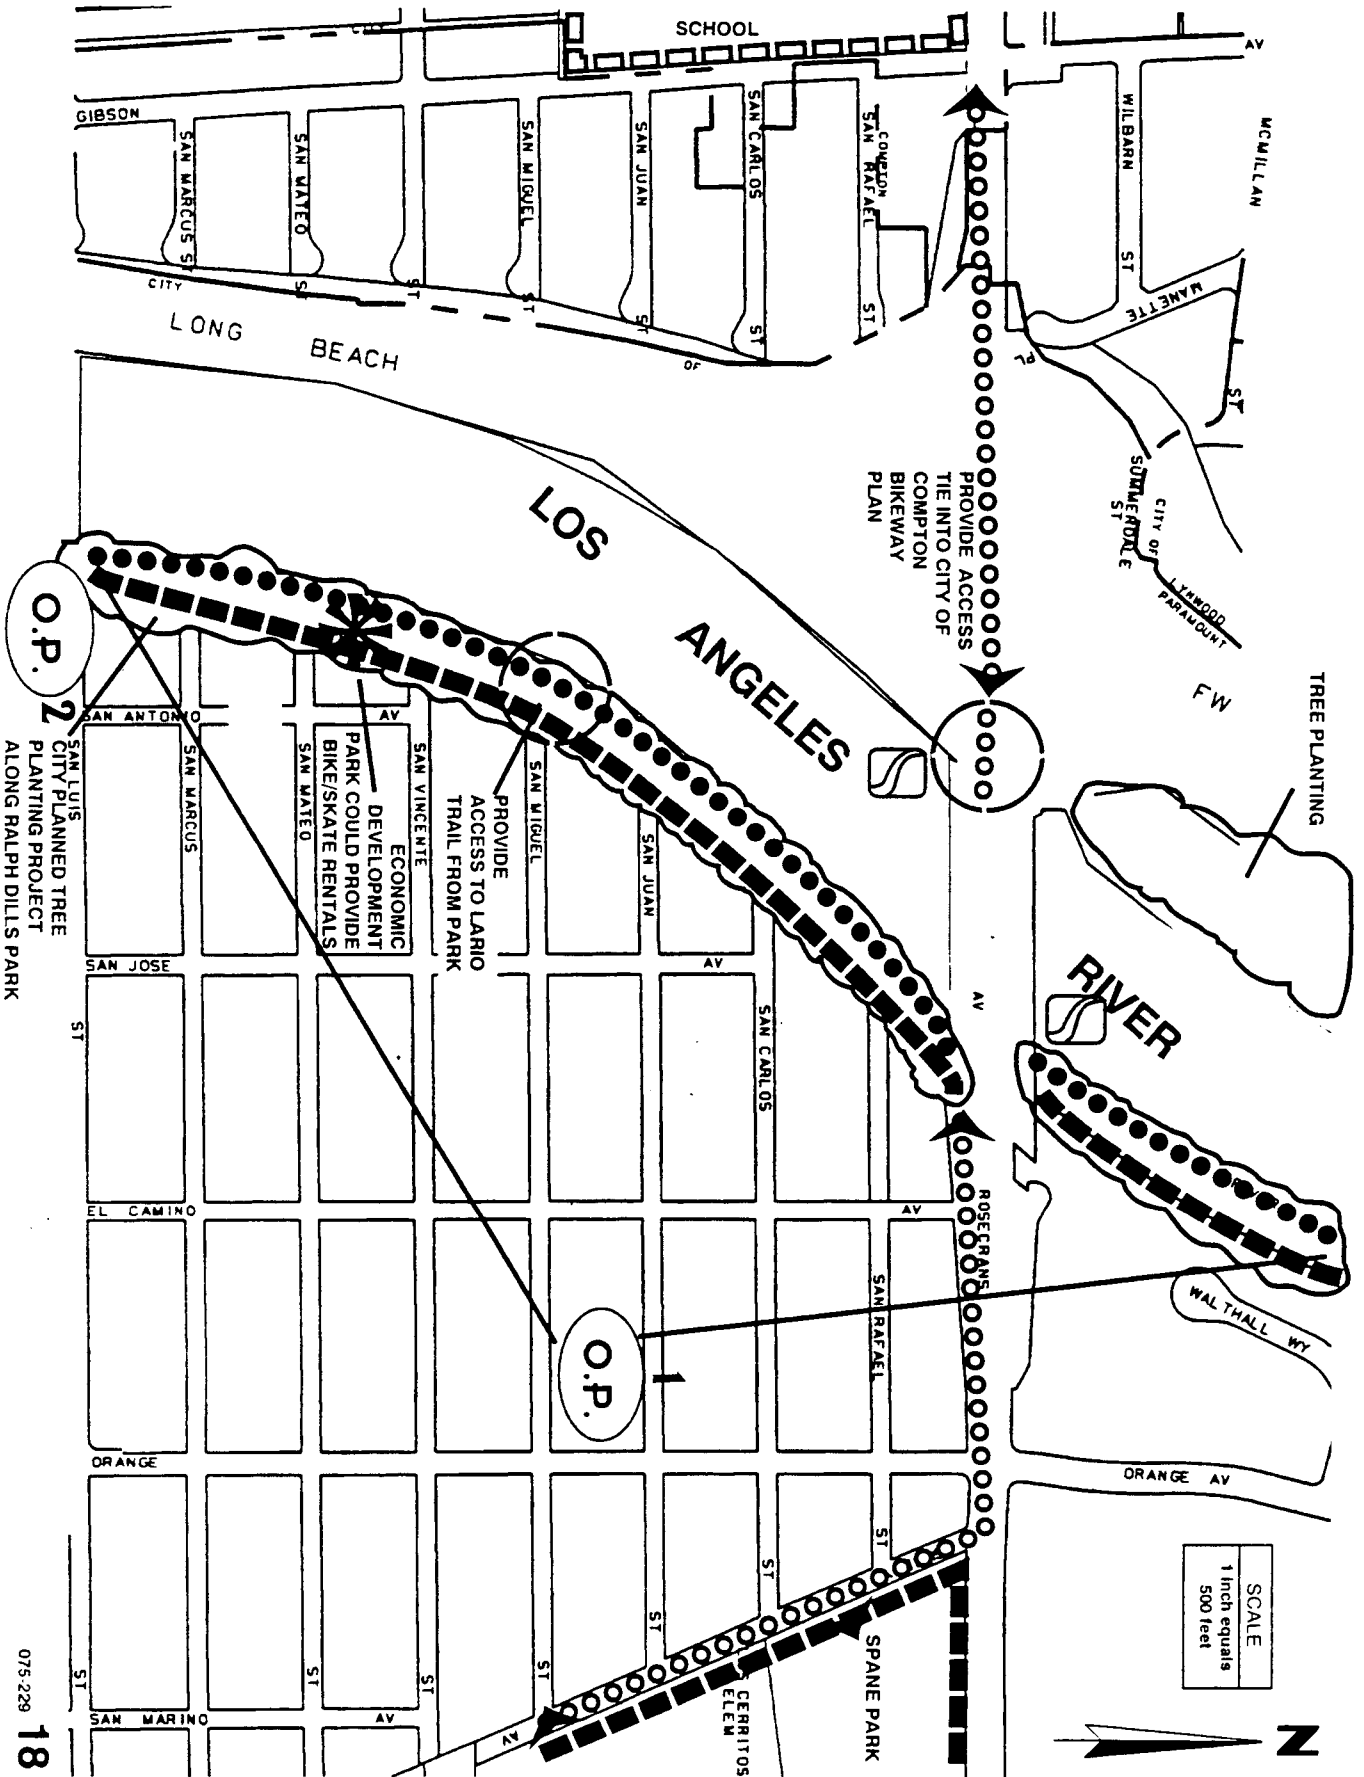 SCHOOL
AV
MCMILLAN
WILBARN
ST
MANETTE
ST
PL
GIBSON
SAN MARCUS ST
SAN MATEO
ST
ST
SAN MIGUEL
ST
SAN JUAN
ST
SAN CARLOS
ST
COMPTON
SAN RAFAEL
ST
CITY
OF
LONG BEACH
SUMMERDALE
ST
CITY OF
LYNWOOD
PARAMOUNT
FW
TREE PLANTING
PROVIDE ACCESS
TIE INTO CITY OF
COMPTON
BIKEWAY
PLAN
LOS
ANGELES
RIVER
RIVER
O.P.
2
CITY PLANNED TREE
PLANTING PROJECT
ALONG RALPH DILLS PARK
ECONOMIC
DEVELOPMENT
PARK COULD PROVIDE
BIKE/SKATE RENTALS
PROVIDE
ACCESS TO LARIO
TRAIL FROM PARK
SAN ANTONIO
AV
SAN LUIS
ST
SAN MARCUS
SAN MATEO
SAN VINCENTE
SAN MIGUEL
SAN JUAN
SAN CARLOS
SAN RAFAEL
SAN JOSE
AV
EL CAMINO
AV
AV
ROSECRANS
WALTHALL WY
O.P.
1
ORANGE
ORANGE AV
ST
ST
ST
ST
ST
ST
ST
SAN MARINO
AV
AV
CERRITOS
ELEM
SPANE PARK
SCALE
1 inch equals
500 feet
N
075-229
18